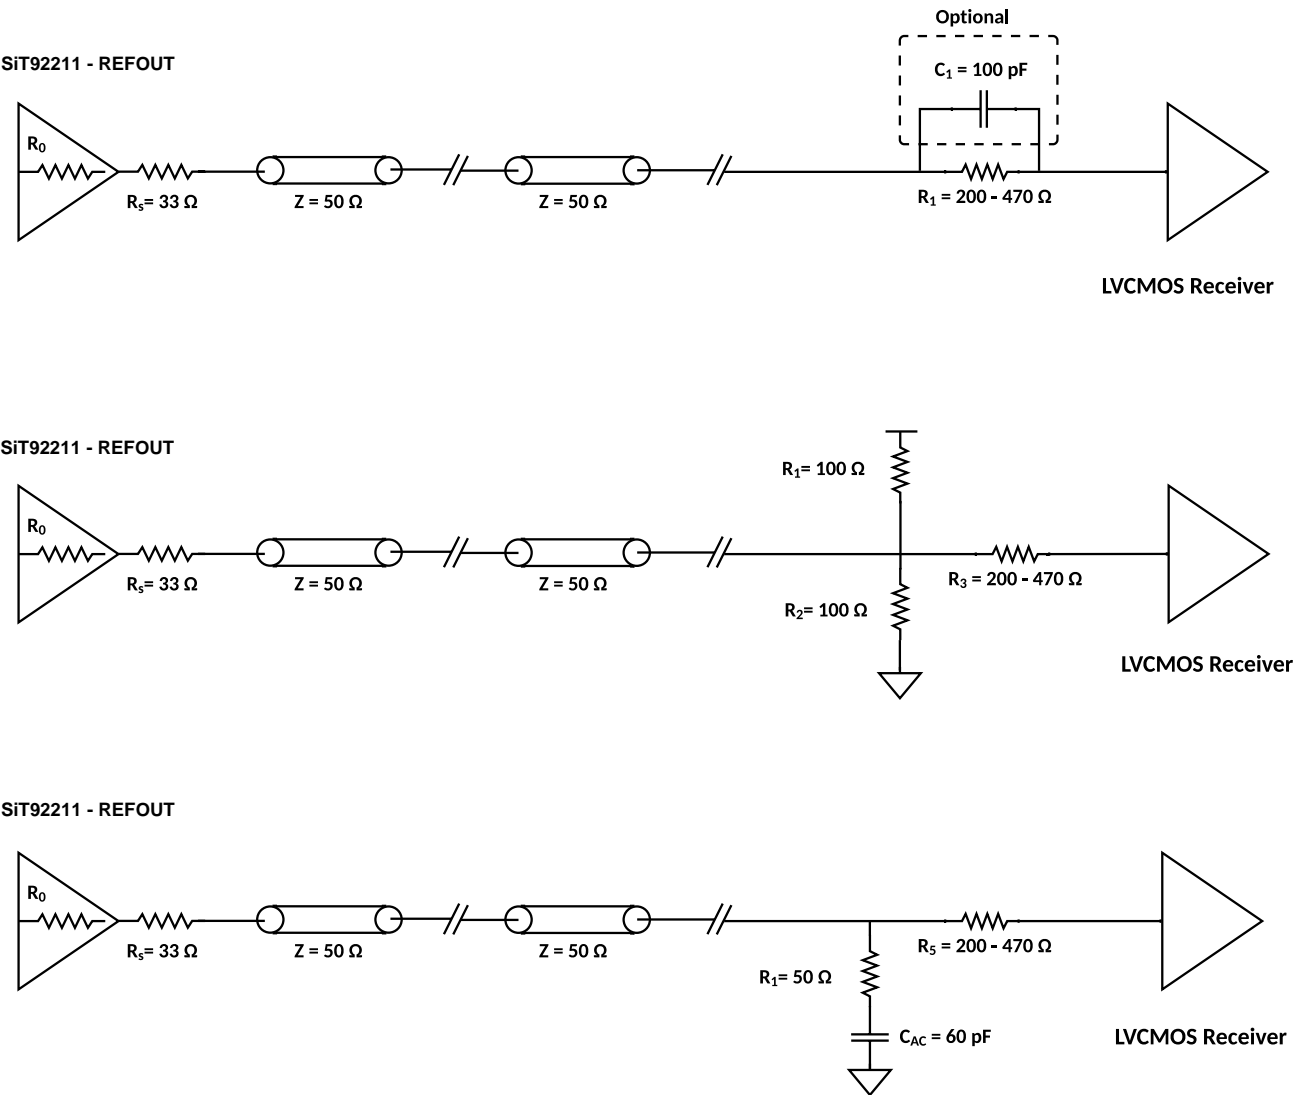 Optional
SiT92211 - REFOUT
C₁ = 100 pF
R₀
Rₛ= 33 Ω
Z = 50 Ω
Z = 50 Ω
R₁ = 200 - 470 Ω
LVCMOS Receiver
SiT92211 - REFOUT
R₁= 100 Ω
R₀
Rₛ= 33 Ω
Z = 50 Ω
Z = 50 Ω
R₃ = 200 - 470 Ω
R₂= 100 Ω
LVCMOS Receiver
SiT92211 - REFOUT
R₀
Rₛ= 33 Ω
Z = 50 Ω
Z = 50 Ω
R₅ = 200 - 470 Ω
R₁= 50 Ω
C_AC = 60 pF
LVCMOS Receiver